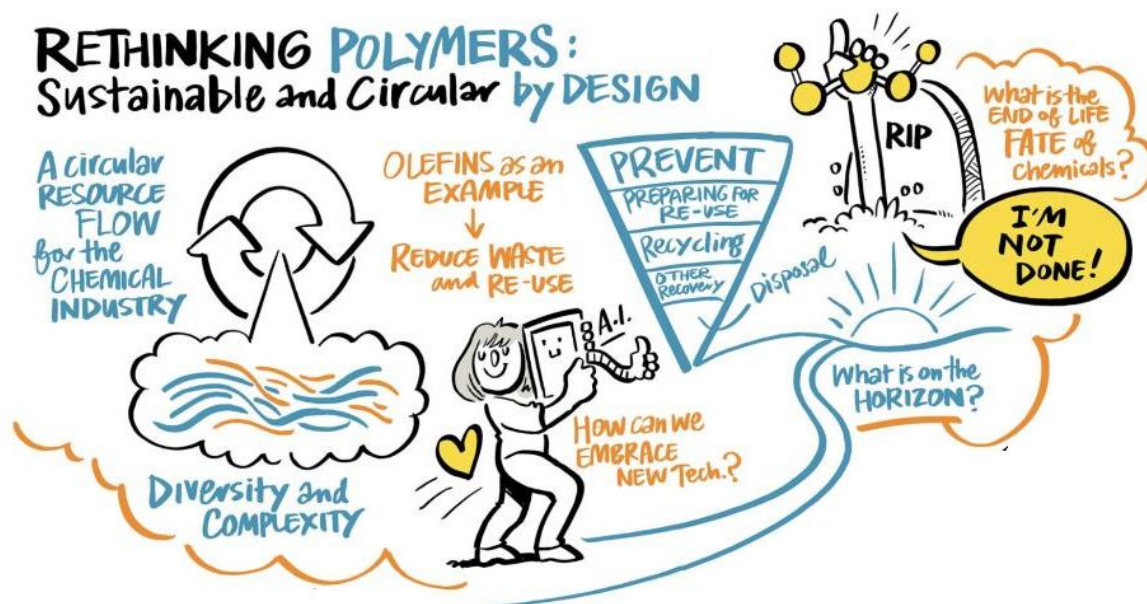 RETHINKING POLYMERS:
Sustainable and Circular by DESIGN
A circular
RESOURCE
FLOW
for the
CHEMICAL
INDUSTRY
Diversity and
COMPLEXITY
OLEFINS as an
EXAMPLE
REDUCE WASTE
and RE-USE
A.I.
How can we
EMBRACE
NEW Tech.?
PREVENT
PREPARING FOR
RE-USE
Recycling
OTHER
Recovery
Disposal
RIP
What is the
END OF LIFE
FATE of
chemicals?
I'M
NOT
DONE!
What is on the
HORIZON?